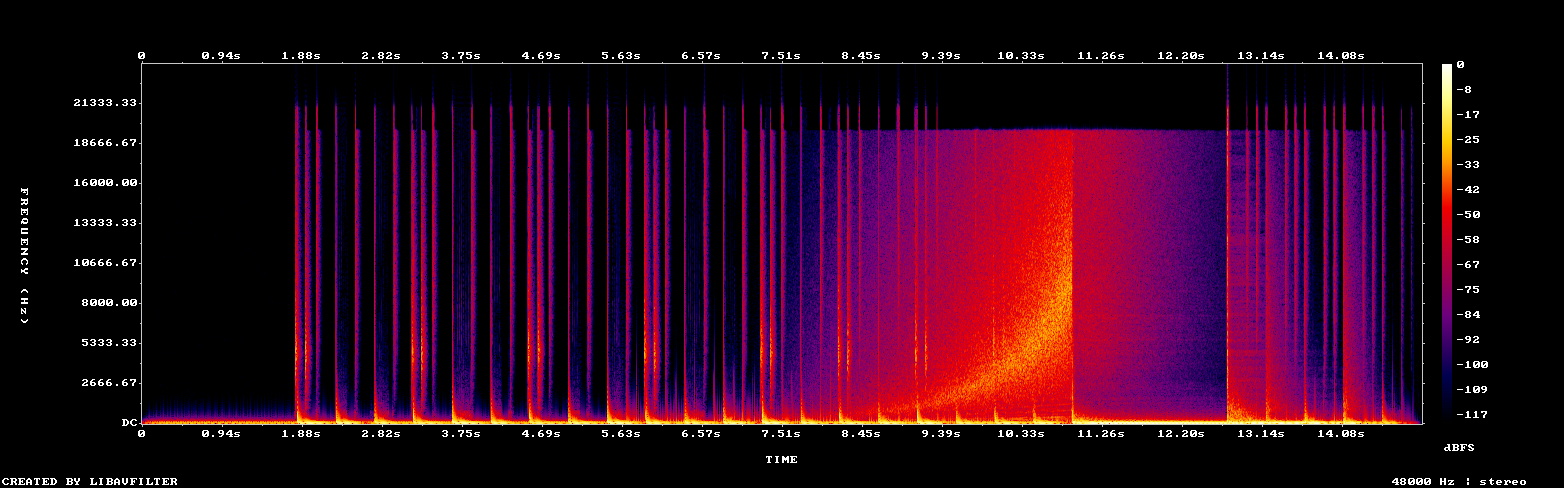 0 0.94s 1.88s 2.82s 3.75s 4.69s 5.63s 6.57s 7.51s 8.45s 9.39s 10.33s 11.26s 12.20s 13.14s 14.08s
21333.33
18666.67
16000.00
13333.33
10666.67
8000.00
5333.33
2666.67
DC
FREQUENCY (Hz)
0 0.94s 1.88s 2.82s 3.75s 4.69s 5.63s 6.57s 7.51s 8.45s 9.39s 10.33s 11.26s 12.20s 13.14s 14.08s
TIME
0
-8
-17
-25
-33
-42
-50
-58
-67
-75
-84
-92
-100
-109
-117
dBFS
CREATED BY LIBAVFILTER
48000 Hz | stereo